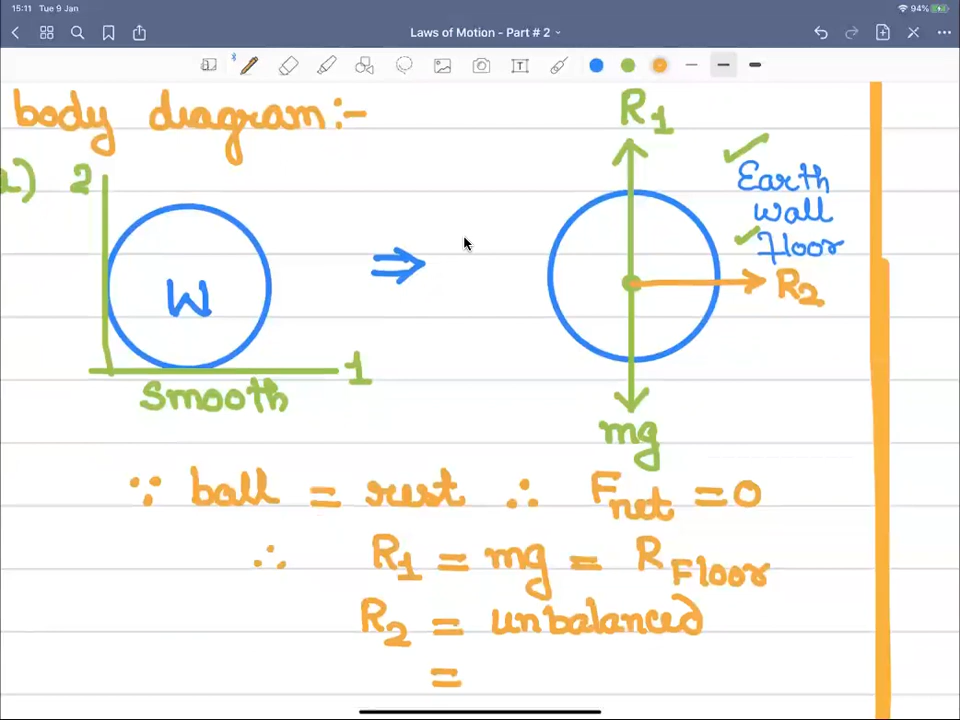 15:11 Tue 9 Jan
94%
Laws of Motion - Part # 2
body diagram:-
a) 2
W
1
Smooth
R1
Earth
wall
Floor
R2
mg
∵ ball = rest ∴ Fnet = 0
∴ R1 = mg = RFloor
R2 = unbalanced
=